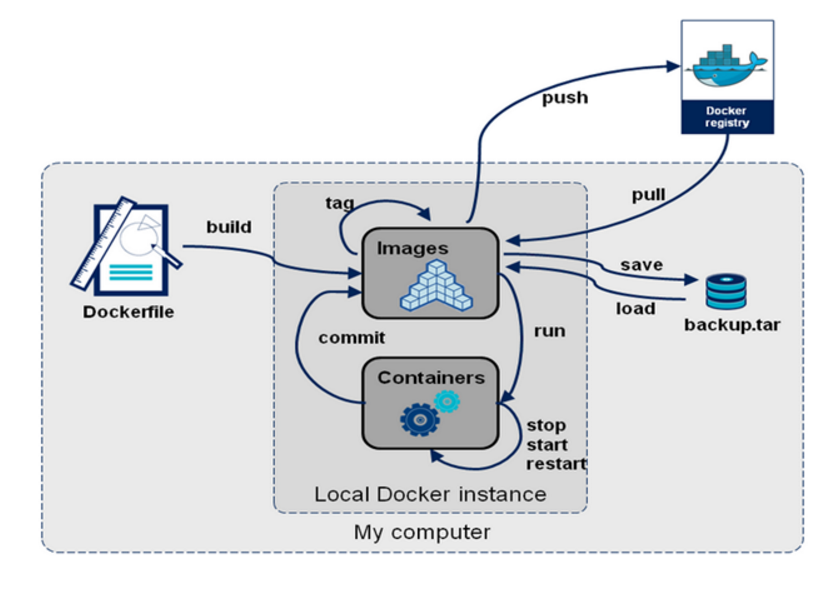 push
Docker
registry
pull
tag
build
Images
save
load
Dockerfile
backup.tar
commit
run
Containers
stop
start
restart
Local Docker instance
My computer